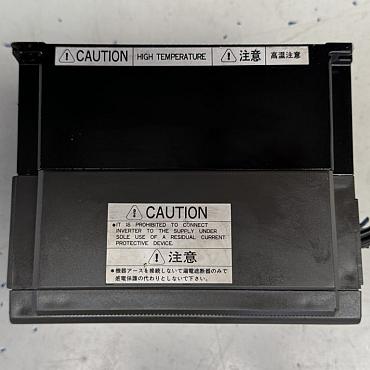 ⚠CAUTION HIGH TEMPERATURE ⚠注意 高温注意
⚠CAUTION
●IT IS PROHIBITED TO CONNECT
INVERTER TO THE SUPPLY UNDER
SOLE USE OF A RESIDUAL CURRENT
PROTECTIVE DEVICE.
⚠注意
●機器アースを接続しないで漏電遮断器のみで
感電保護の代わりとしないで下さい。